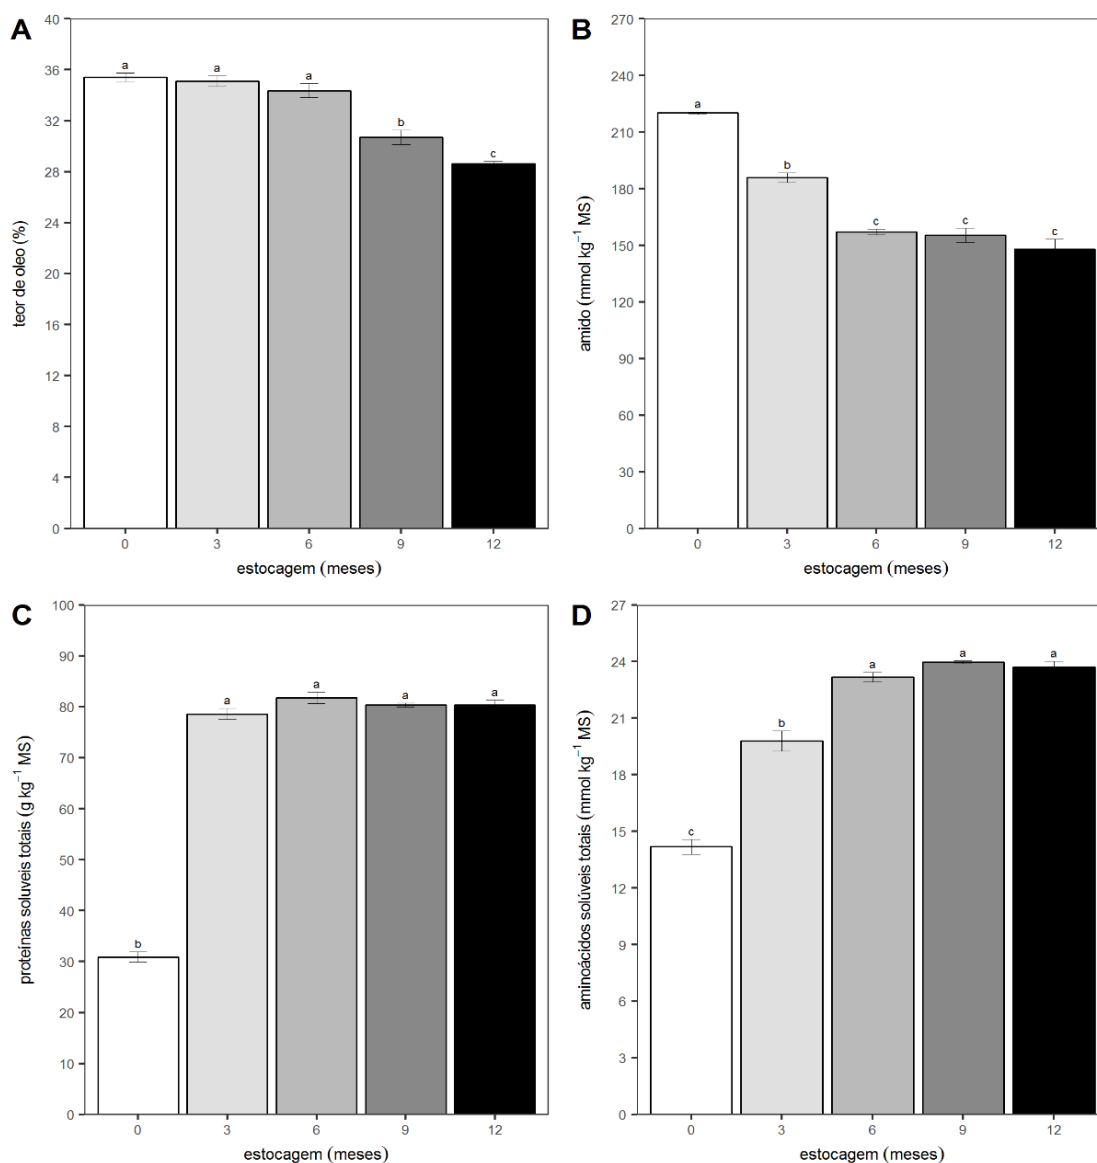 A
teor de oleo (%)
40
36
32
28
24
20
16
12
8
4
0
a
a
a
b
c
0 3 6 9 12
estocagem (meses)
B
amido (mmol kg⁻¹ MS)
270
240
210
180
150
120
90
60
30
0
a
b
c
c
c
0 3 6 9 12
estocagem (meses)
C
proteínas soluveis totais (g kg⁻¹ MS)
100
90
80
70
60
50
40
30
20
10
0
b
a
a
a
a
0 3 6 9 12
estocagem (meses)
D
aminoácidos solúveis totais (mmol kg⁻¹ MS)
27
24
21
18
15
12
9
6
3
0
c
b
a
a
a
0 3 6 9 12
estocagem (meses)